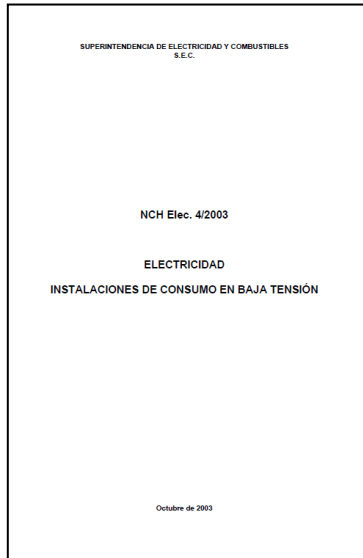 SUPERINTENDENCIA DE ELECTRICIDAD Y COMBUSTIBLES
S.E.C.
NCH Elec. 4/2003
ELECTRICIDAD
INSTALACIONES DE CONSUMO EN BAJA TENSIÓN
Octubre de 2003